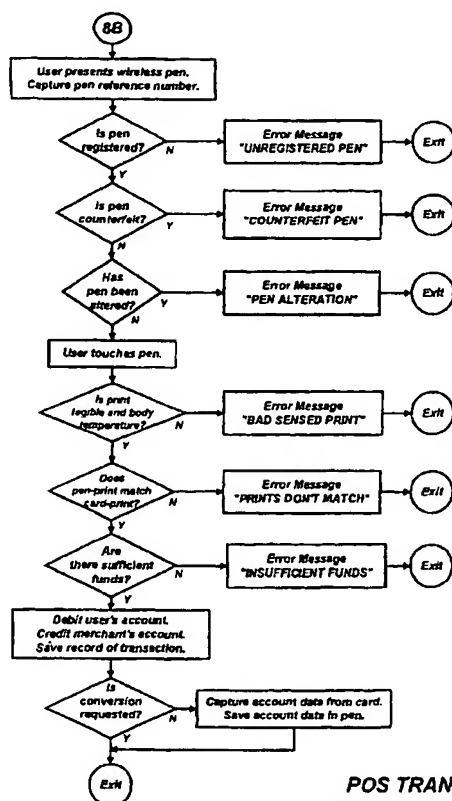 8B
User presents wireless pen.
Capture pen reference number.
Is pen
registered?
N
Error Message
"UNREGISTERED PEN"
Exit
Y
Is pen
counterfeit?
Y
Error Message
"COUNTERFEIT PEN"
Exit
N
Has
pen been
altered?
Y
Error Message
"PEN ALTERATION"
Exit
N
User touches pen.
Is print
legible and body
temperature?
N
Error Message
"BAD SENSED PRINT"
Exit
Y
Does
pen-print match
card-print?
N
Error Message
"PRINTS DON'T MATCH"
Exit
Y
Are
there sufficient
funds?
N
Error Message
"INSUFFICIENT FUNDS"
Exit
Y
Debit user's account.
Credit merchant's account.
Save record of transaction.
Is
conversion
requested?
N
Capture account data from card.
Save account data in pen.
Y
Exit
POS TRAN